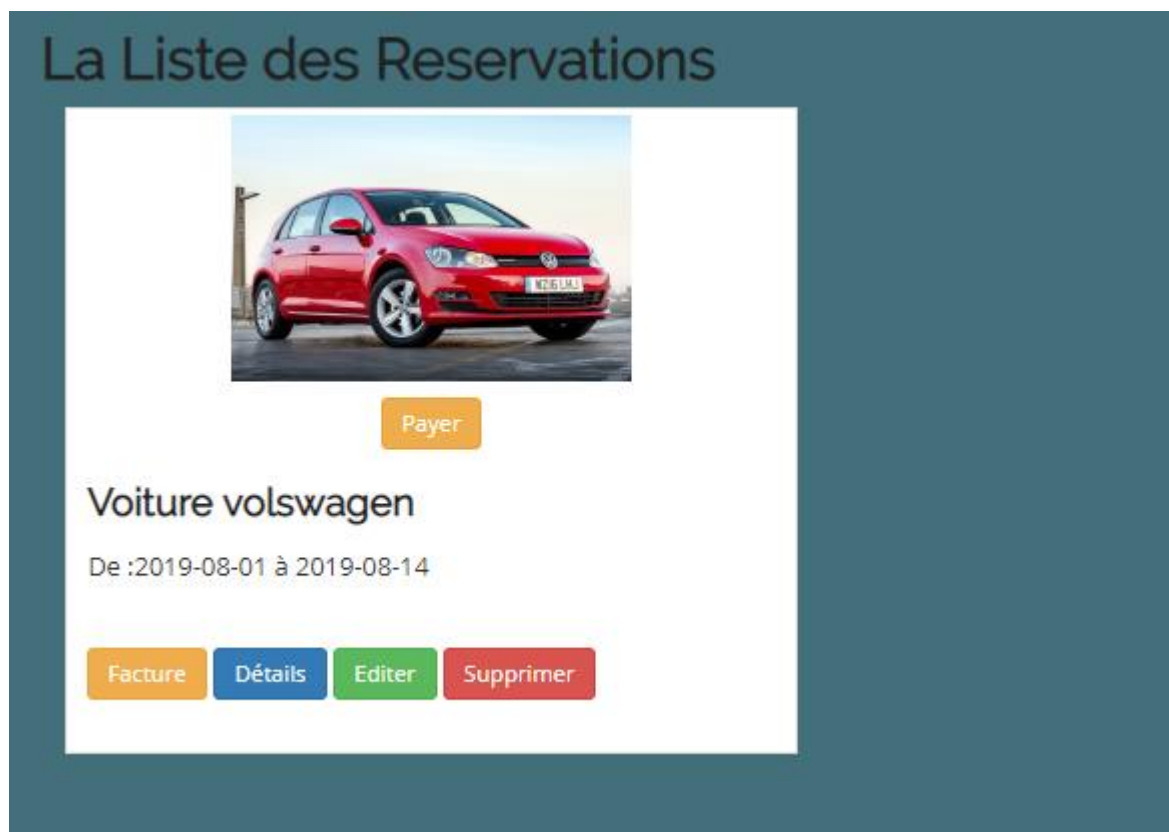 La Liste des Reservations
Payer
Voiture volswagen
De :2019-08-01 à 2019-08-14
Facture Détails Editer Supprimer